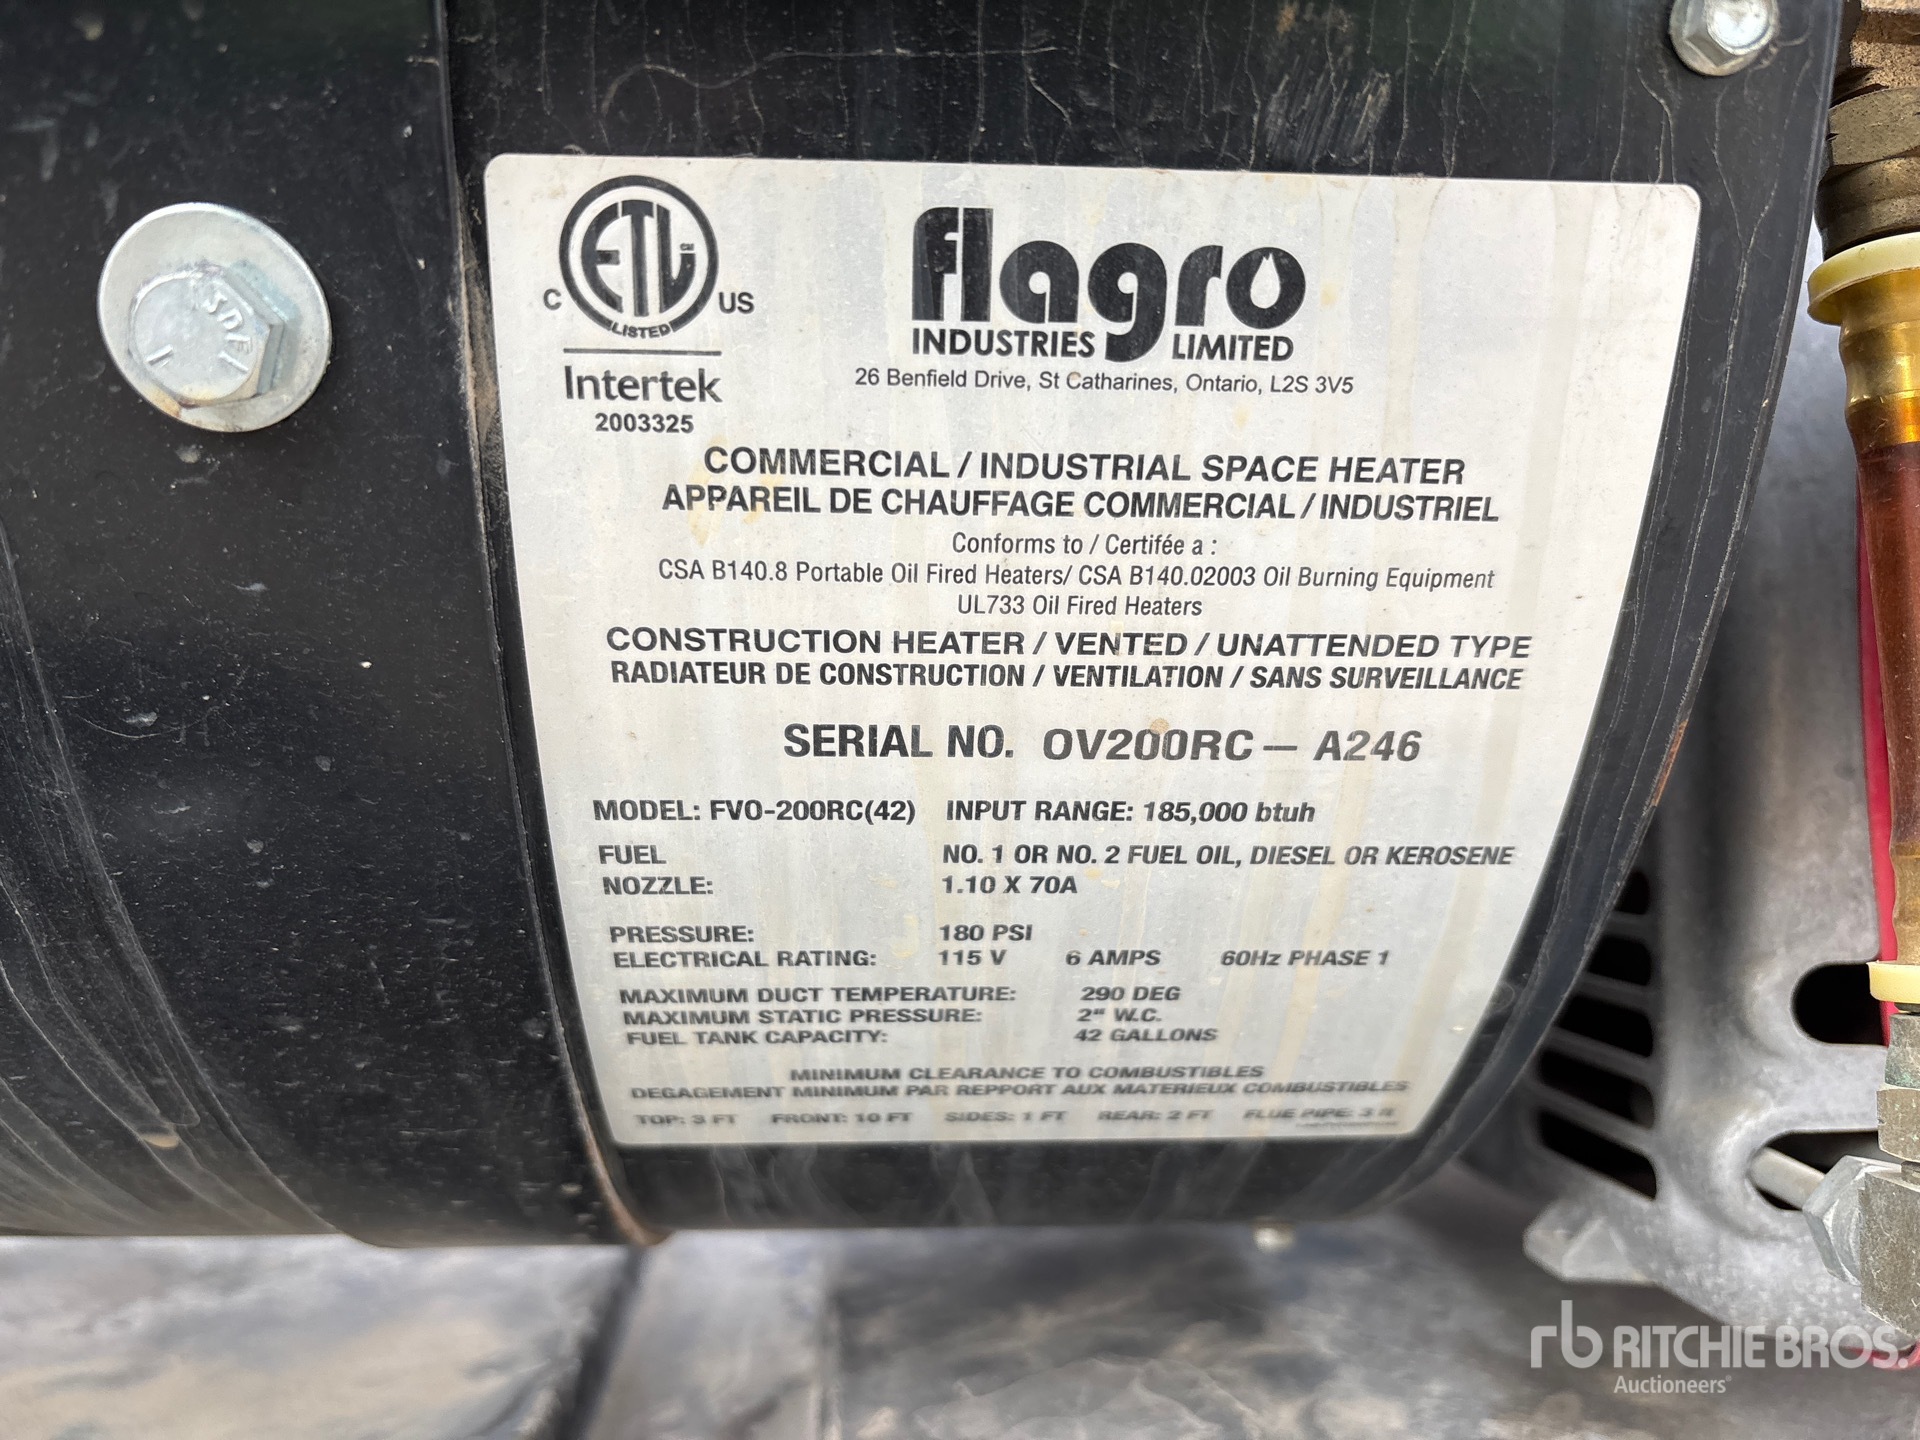 ETL
CM
LISTED
C US
Intertek
2003325
flagro
INDUSTRIES LIMITED
26 Benfield Drive, St Catharines, Ontario, L2S 3V5
COMMERCIAL / INDUSTRIAL SPACE HEATER
APPAREIL DE CHAUFFAGE COMMERCIAL / INDUSTRIEL
Conforms to / Certifée a :
CSA B140.8 Portable Oil Fired Heaters/ CSA B140.02003 Oil Burning Equipment
UL733 Oil Fired Heaters
CONSTRUCTION HEATER / VENTED / UNATTENDED TYPE
RADIATEUR DE CONSTRUCTION / VENTILATION / SANS SURVEILLANCE
SERIAL NO. OV200RC — A246
MODEL: FVO-200RC(42) INPUT RANGE: 185,000 btuh
FUEL NO. 1 OR NO. 2 FUEL OIL, DIESEL OR KEROSENE
NOZZLE: 1.10 X 70A
PRESSURE: 180 PSI
ELECTRICAL RATING: 115 V 6 AMPS 60Hz PHASE 1
MAXIMUM DUCT TEMPERATURE: 290 DEG
MAXIMUM STATIC PRESSURE: 2" W.C.
FUEL TANK CAPACITY: 42 GALLONS
MINIMUM CLEARANCE TO COMBUSTIBLES
DEGAGEMENT MINIMUM PAR REPPORT AUX MATERIEUX COMBUSTIBLES
TOP: 3 FT FRONT: 10 FT SIDES: 1 FT REAR: 2 FT FLUE PIPE: 3 ft
rb RITCHIE BROS.
Auctioneers